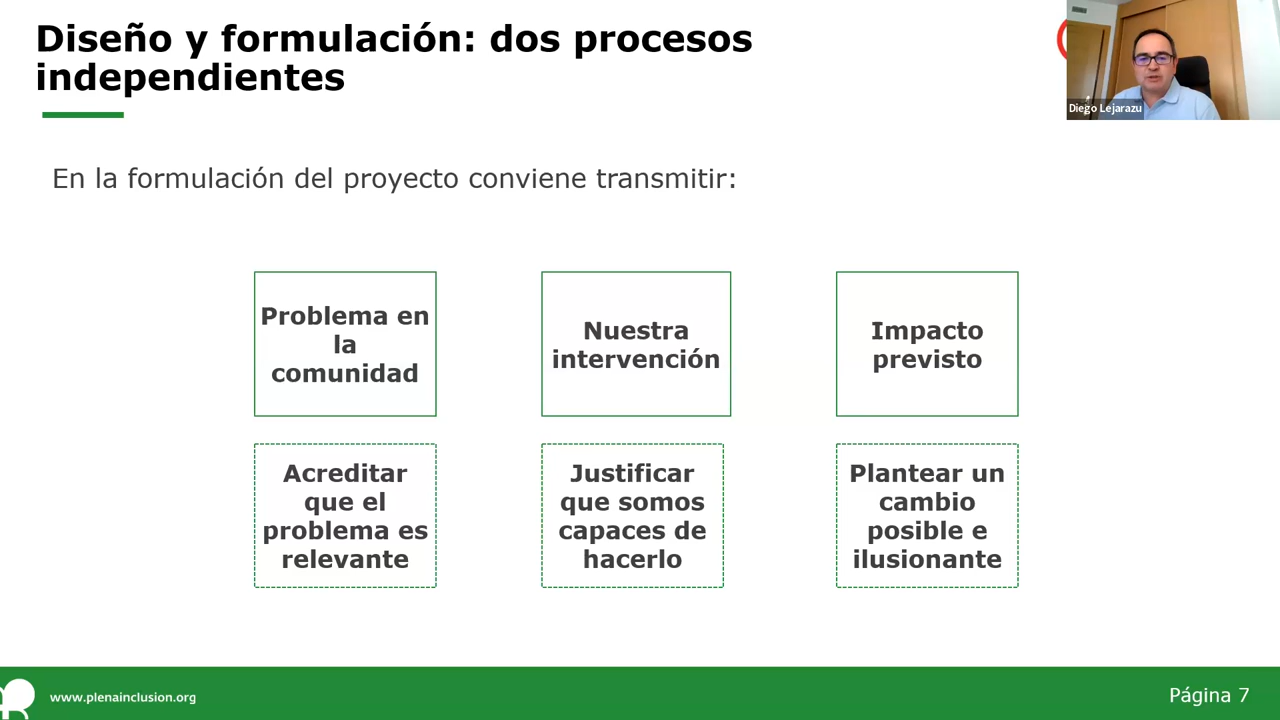 Diseño y formulación: dos procesos
independientes
Diego Lejarazu
En la formulación del proyecto conviene transmitir:
Problema en
la
comunidad
Nuestra
intervención
Impacto
previsto
Acreditar
que el
problema es
relevante
Justificar
que somos
capaces de
hacerlo
Plantear un
cambio
posible e
ilusionante
www.plenainclusion.org
Página 7